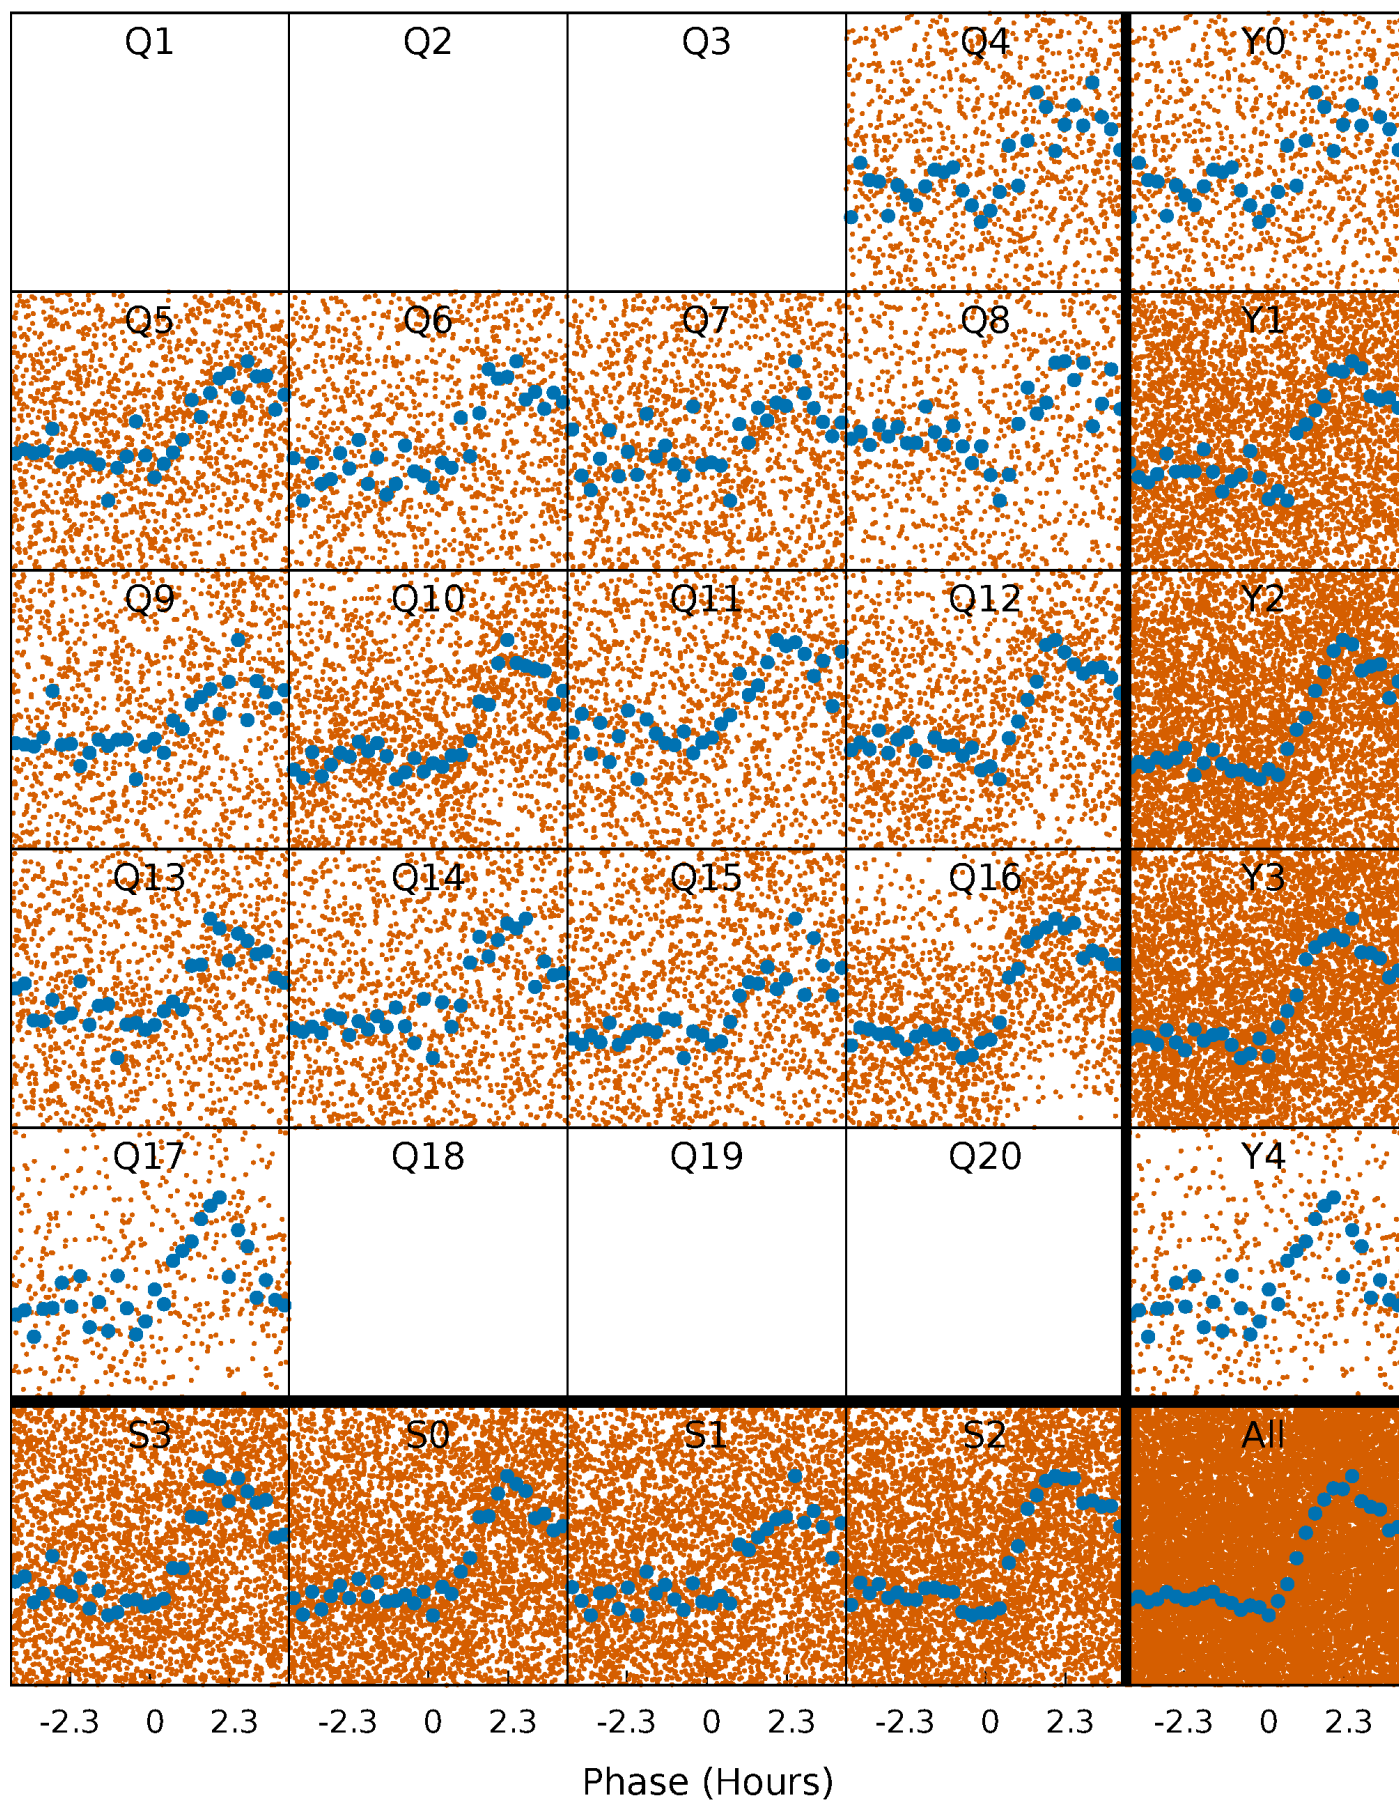 Q1 Q2 Q3 Q4 Y0
Q5 Q6 Q7 Q8 Y1
Q9 Q10 Q11 Q12 Y2
Q13 Q14 Q15 Q16 Y3
Q17 Q18 Q19 Q20 Y4
S3 S0 S1 S2 All
-2.3 0 2.3 -2.3 0 2.3 -2.3 0 2.3 -2.3 0 2.3 -2.3 0 2.3
Phase (Hours)